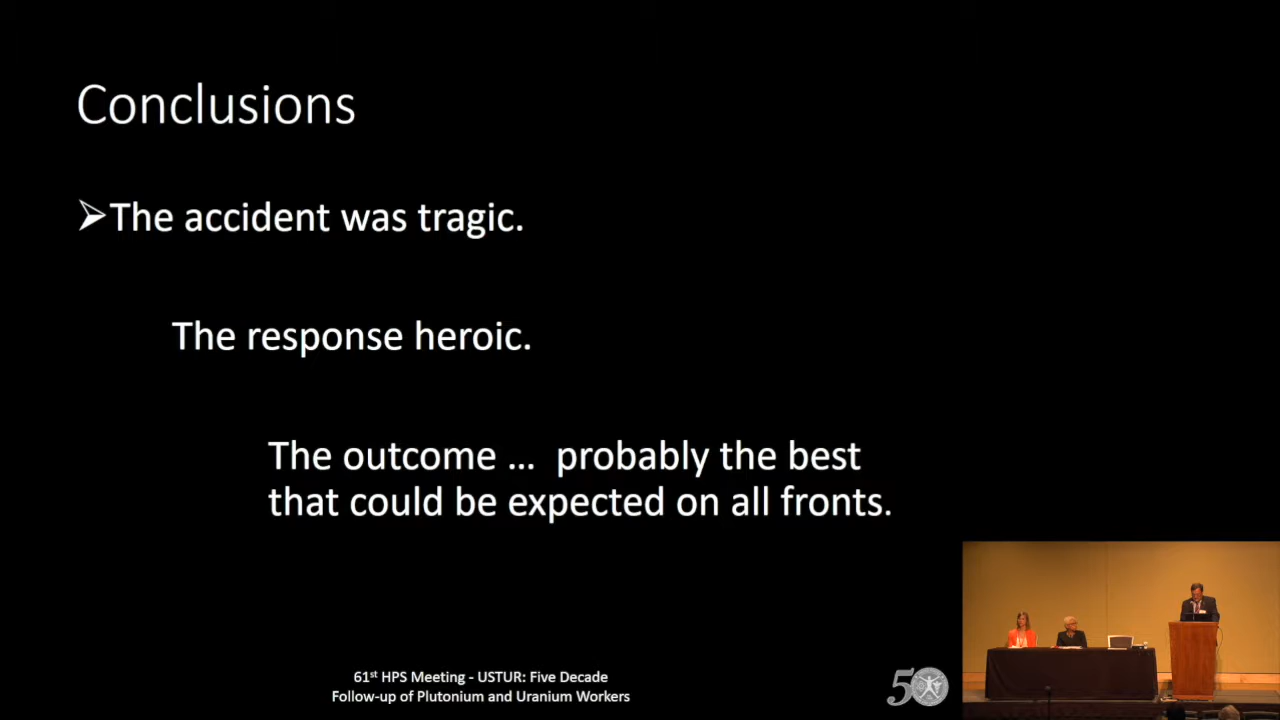 Conclusions
➢The accident was tragic.
The response heroic.
The outcome … probably the best
that could be expected on all fronts.
61st HPS Meeting - USTUR: Five Decade
Follow-up of Plutonium and Uranium Workers
50